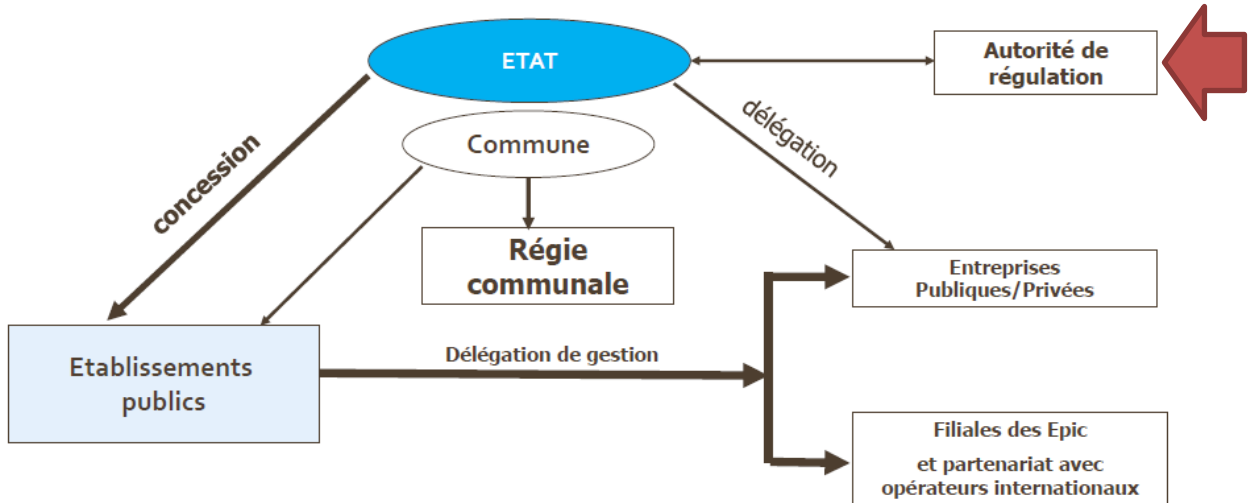 ETAT
Autorité de
régulation
délégation
Commune
concession
Régie
communale
Entreprises
Publiques/Privées
Etablissements
publics
Délégation de gestion
Filiales des Epic
et partenariat avec
opérateurs internationaux